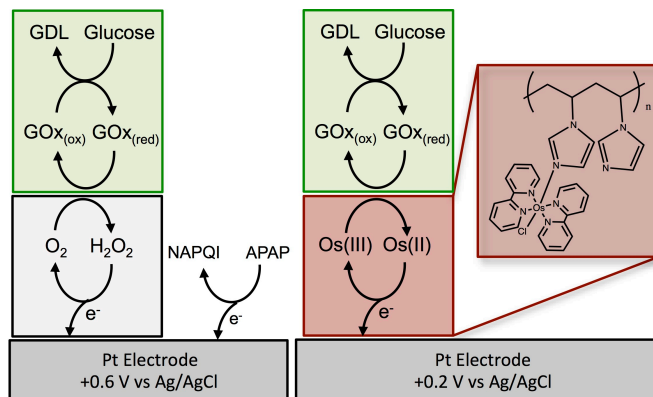 GDL Glucose
GOx(ox) GOx(red)
O2 H2O2
e-
NAPQI APAP
e-
Pt Electrode
+0.6 V vs Ag/AgCl
GDL Glucose
GOx(ox) GOx(red)
Os(III) Os(II)
e-
Pt Electrode
+0.2 V vs Ag/AgCl
n
N N
N N
N N
Os
N N
Cl